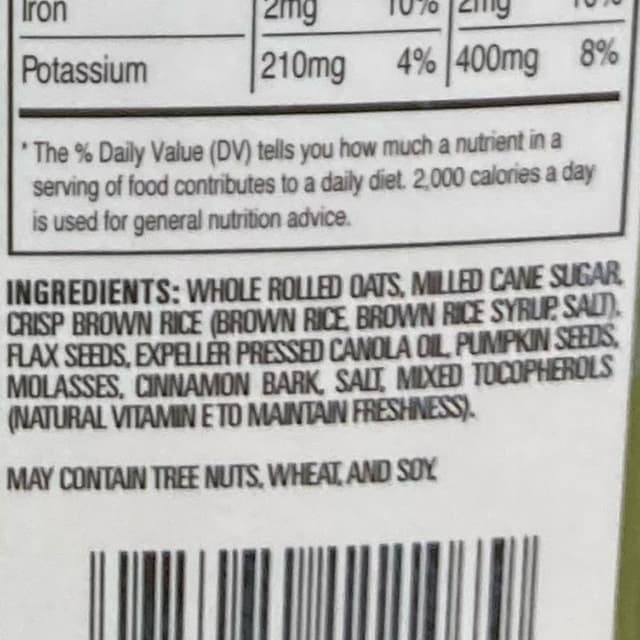 Iron 2mg 10% 2mg 10%
Potassium 210mg 4% 400mg 8%
* The % Daily Value (DV) tells you how much a nutrient in a
serving of food contributes to a daily diet. 2,000 calories a day
is used for general nutrition advice.
INGREDIENTS: WHOLE ROLLED OATS, MILLED CANE SUGAR,
CRISP BROWN RICE (BROWN RICE, BROWN RICE SYRUP, SALT),
FLAX SEEDS, EXPELLER PRESSED CANOLA OIL, PUMPKIN SEEDS,
MOLASSES, CINNAMON BARK, SALT, MIXED TOCOPHEROLS
(NATURAL VITAMIN E TO MAINTAIN FRESHNESS).
MAY CONTAIN TREE NUTS, WHEAT, AND SOY.